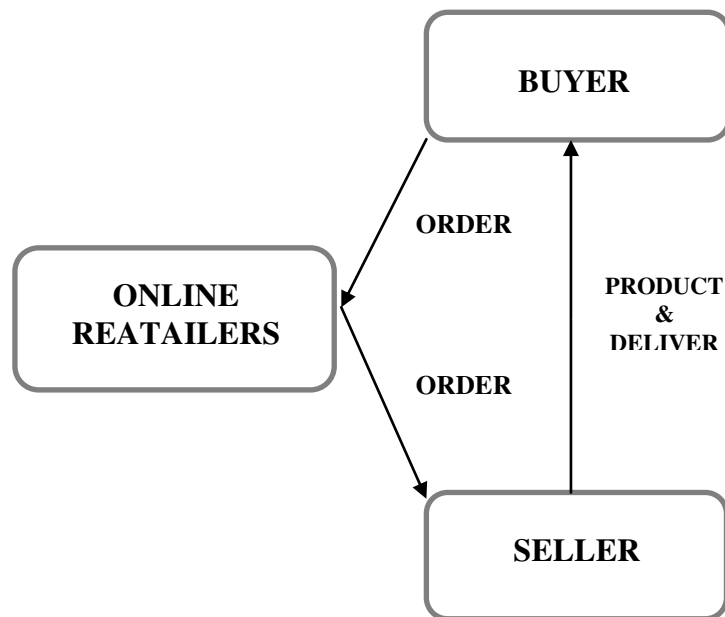 BUYER
ORDER
ONLINE
REATAILERS
PRODUCT
&
DELIVER
ORDER
SELLER